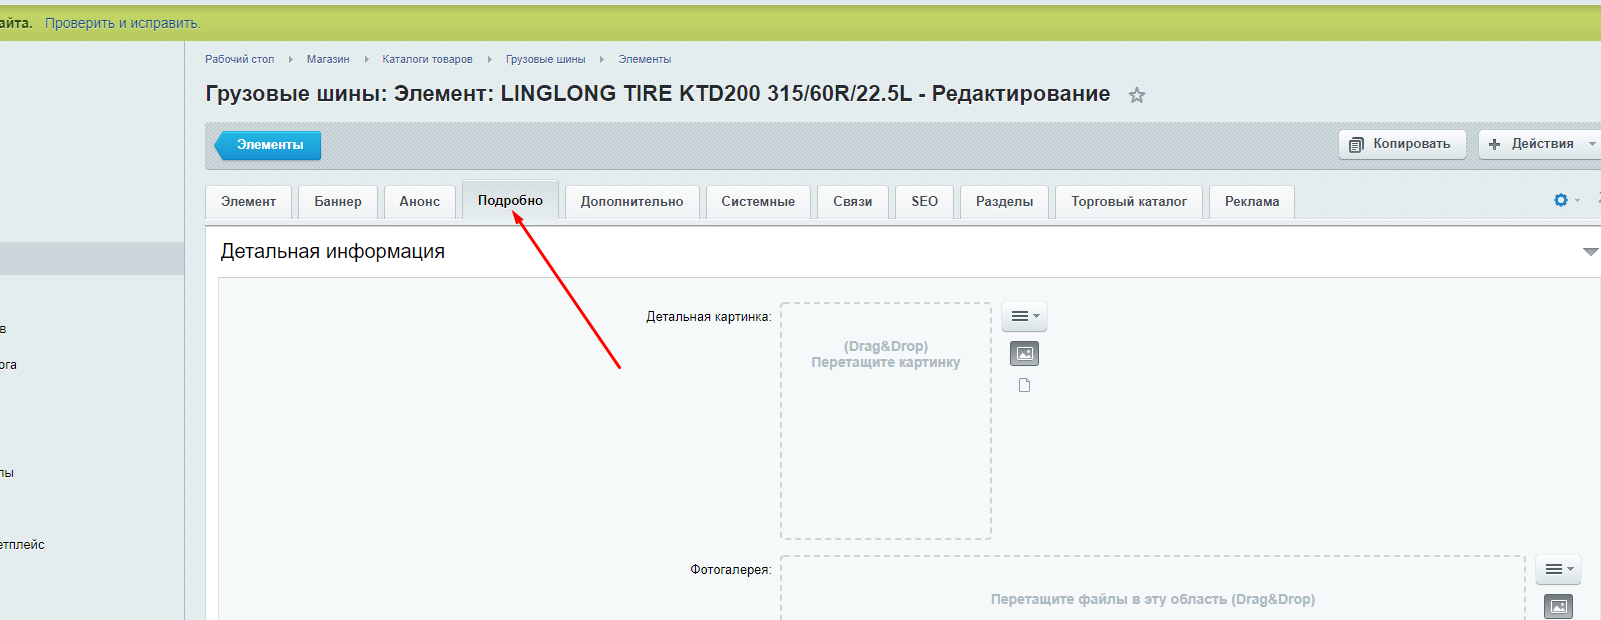 айта. Проверить и исправить.
Рабочий стол Магазин Каталоги товаров Грузовые шины Элементы
Грузовые шины: Элемент: LINGLONG TIRE KTD200 315/60R/22.5L - Редактирование
Элементы
Копировать
Действия
Элемент Баннер Анонс Подробно Дополнительно Системные Связи SEO Разделы Торговый каталог Реклама
Детальная информация
Детальная картинка:
(Drag&Drop)
Перетащите картинку
в
ога
лы
етплейс
Фотогалерея:
Перетащите файлы в эту область (Drag&Drop)